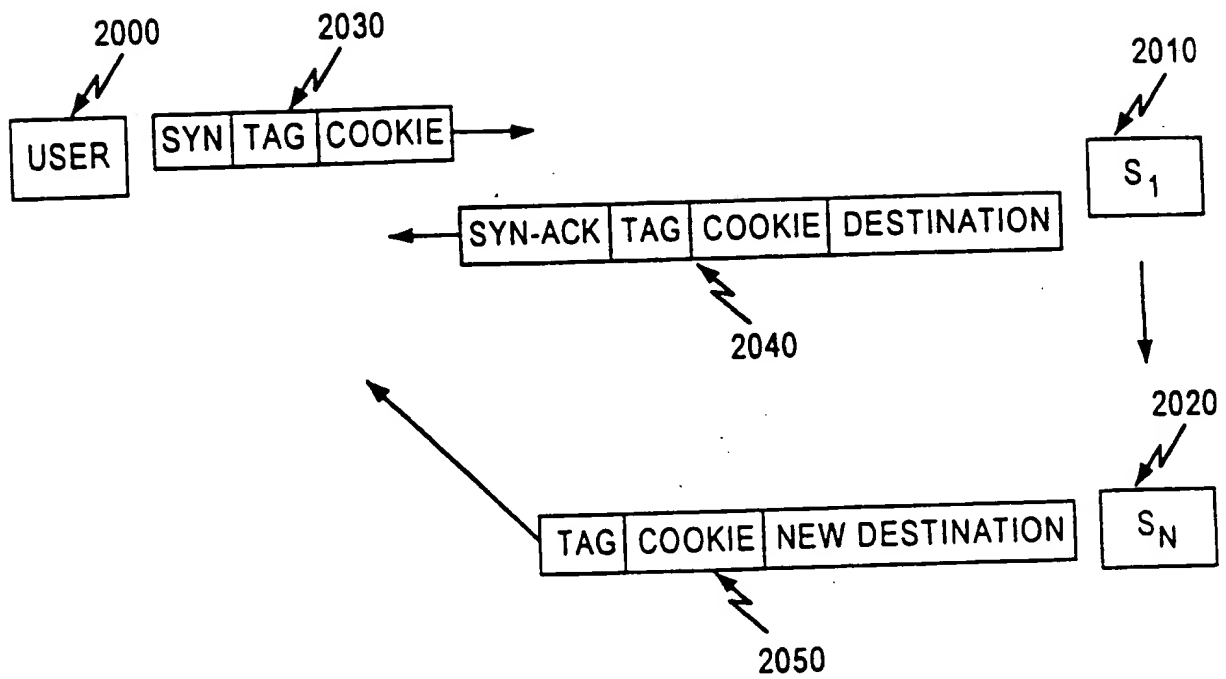 2000
2030
2010
USER
SYN TAG COOKIE
S1
SYN-ACK TAG COOKIE DESTINATION
2040
2020
TAG COOKIE NEW DESTINATION
SN
2050